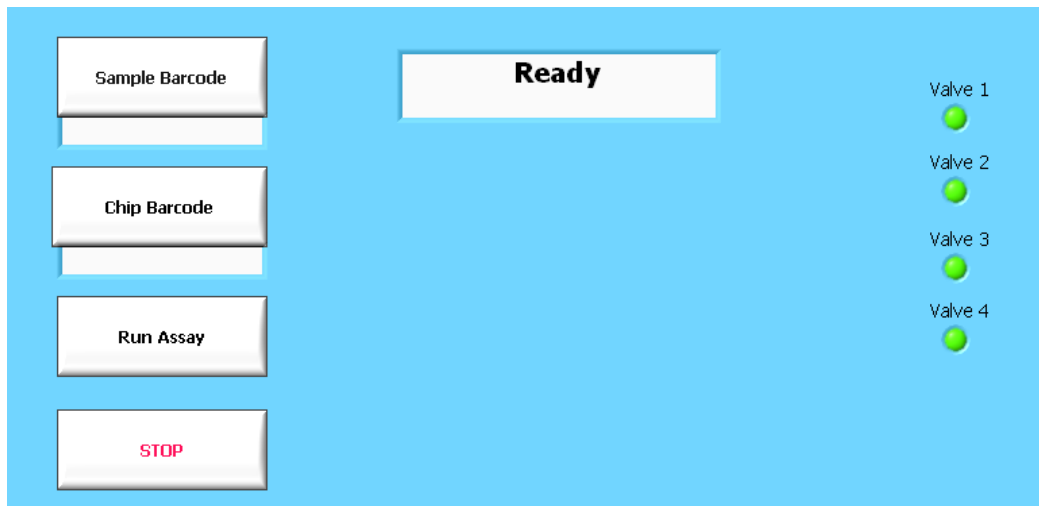 Sample Barcode
Ready
Valve 1
Valve 2
Chip Barcode
Valve 3
Run Assay
Valve 4
STOP